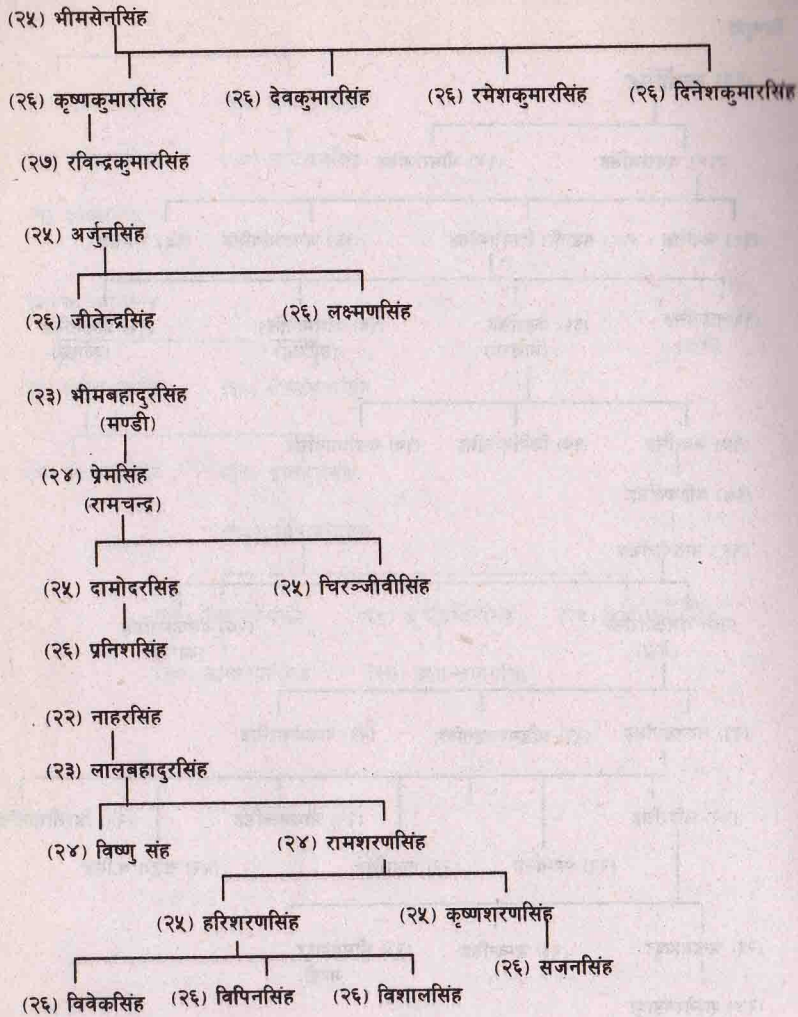 (२५) भीमसेनसिंह
(२६) कृष्णकुमारसिंह (२६) देवकुमारसिंह (२६) रमेशकुमारसिंह (२६) दिनेशकुमारसिंह
(२७) रविन्द्रकुमारसिंह
(२५) अर्जुनसिंह
(२६) जीतेन्द्रसिंह (२६) लक्ष्मणसिंह
(२३) भीमबहादुरसिंह
(मण्डी)
(२४) प्रेमसिंह
(रामचन्द्र)
(२५) दामोदरसिंह (२५) चिरञ्जीवीसिंह
(२६) प्रनिशसिंह
(२२) नाहरसिंह
(२३) लालबहादुरसिंह
(२४) विष्णु संह (२४) रामशरणसिंह
(२५) हरिशरणसिंह (२५) कृष्णशरणसिंह
(२६) सजनसिंह
(२६) विवेकसिंह (२६) विपिनसिंह (२६) विशालसिंह